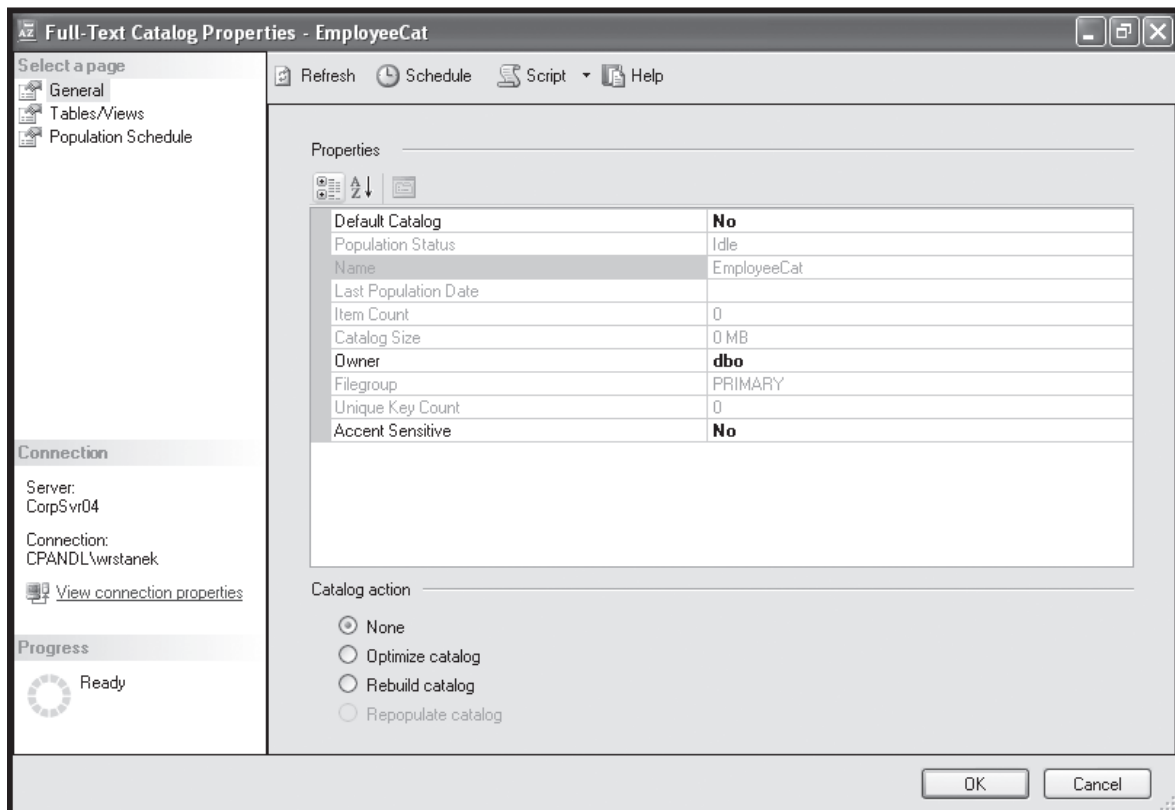 Full-Text Catalog Properties - EmployeeCat
Select a page
General
Tables/Views
Population Schedule
Refresh Schedule Script Help
Properties
Default Catalog No
Population Status Idle
Name EmployeeCat
Last Population Date
Item Count 0
Catalog Size 0 MB
Owner dbo
Filegroup PRIMARY
Unique Key Count 0
Accent Sensitive No
Connection
Server:
CorpSvr04
Connection:
CPANDL\wrstanek
View connection properties
Progress
Ready
Catalog action
None
Optimize catalog
Rebuild catalog
Repopulate catalog
OK Cancel